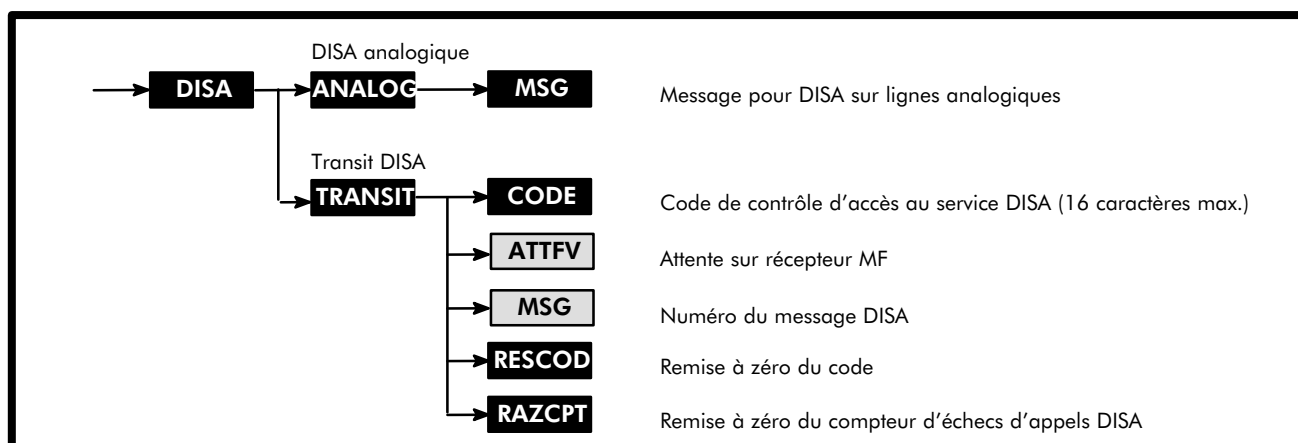 DISA analogique
DISA ANALOG MSG Message pour DISA sur lignes analogiques
Transit DISA
TRANSIT CODE Code de contrôle d’accès au service DISA (16 caractères max.)
ATTFV Attente sur récepteur MF
MSG Numéro du message DISA
RESCOD Remise à zéro du code
RAZCPT Remise à zéro du compteur d’échecs d’appels DISA